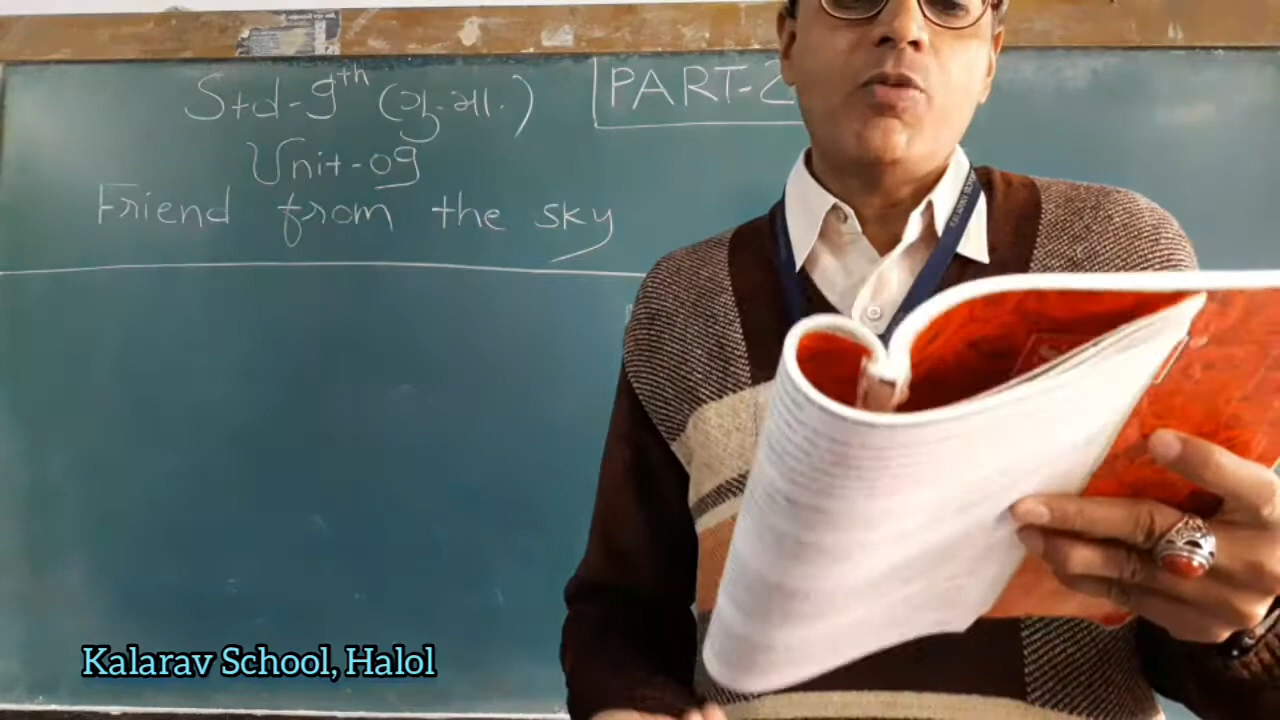 Std-9th (ગુ.મા.)
PART-2
Unit-09
Friend from the sky
Kalarav School, Halol